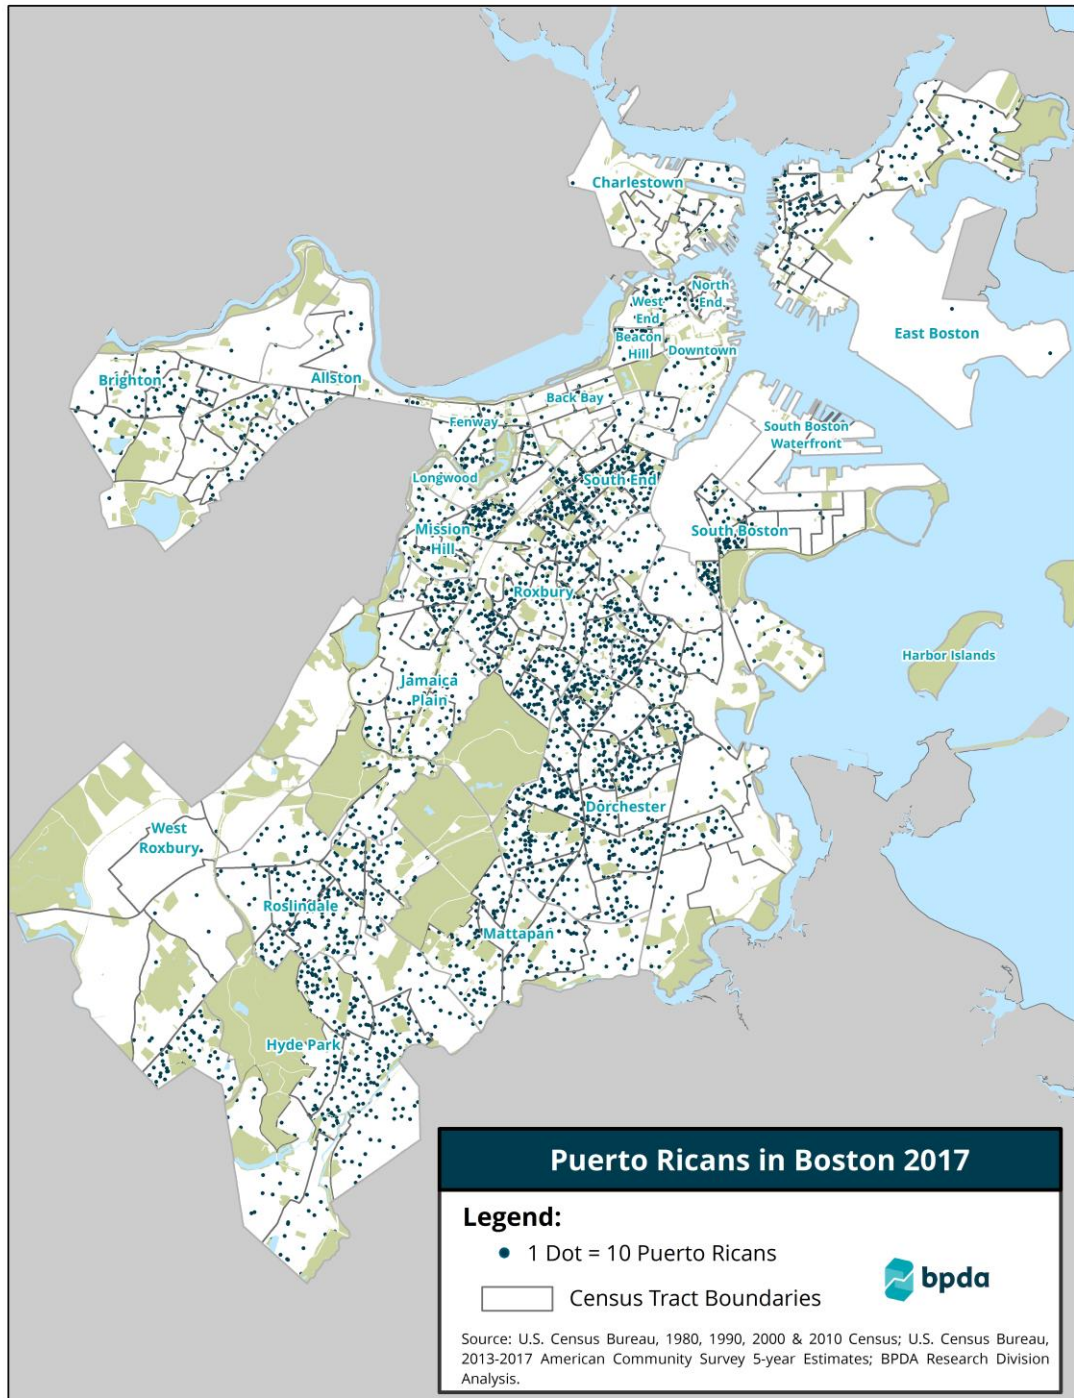 Charlestown
North
End
West
End
Beacon
Hill
Downtown
East Boston
Brighton
Allston
Back Bay
Fenway
South Boston
Waterfront
Longwood
South End
Mission
Hill
South Boston
Roxbury
Harbor Islands
Jamaica
Plain
West
Roxbury
Dorchester
Roslindale
Mattapan
Hyde Park
Puerto Ricans in Boston 2017
Legend:
1 Dot = 10 Puerto Ricans
Census Tract Boundaries
bpda
Source: U.S. Census Bureau, 1980, 1990, 2000 & 2010 Census; U.S. Census Bureau,
2013-2017 American Community Survey 5-year Estimates; BPDA Research Division
Analysis.